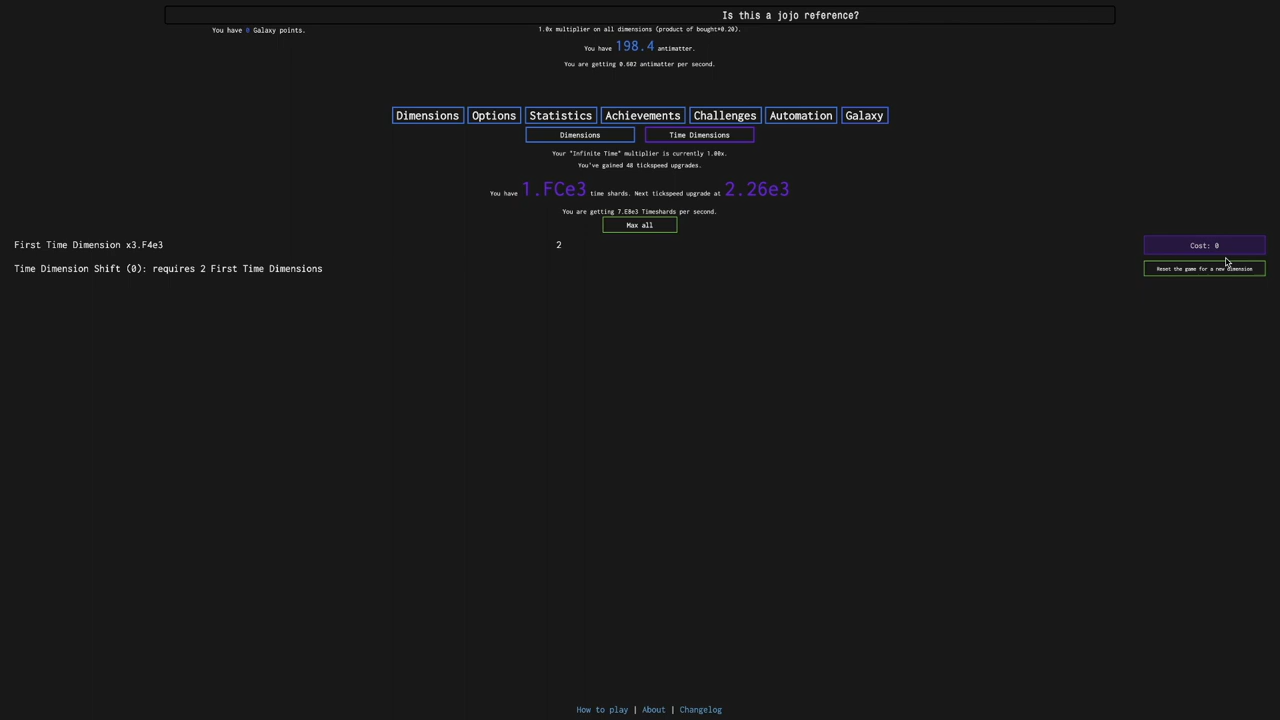 Is this a jojo reference?
You have 0 Galaxy points.
1.0x multiplier on all dimensions (product of bought*0.20).
You have 198.4 antimatter.
You are getting 0.602 antimatter per second.
Dimensions Options Statistics Achievements Challenges Automation Galaxy
Dimensions Time Dimensions
Your "Infinite Time" multiplier is currently 1.00x.
You've gained 48 tickspeed upgrades.
You have 1.FCe3 time shards. Next tickspeed upgrade at 2.26e3
You are getting 7.E8e3 Timeshards per second.
Max all
First Time Dimension x3.F4e3 2 Cost: 0
Time Dimension Shift (0): requires 2 First Time Dimensions Reset the game for a new dimension
How to play | About | Changelog